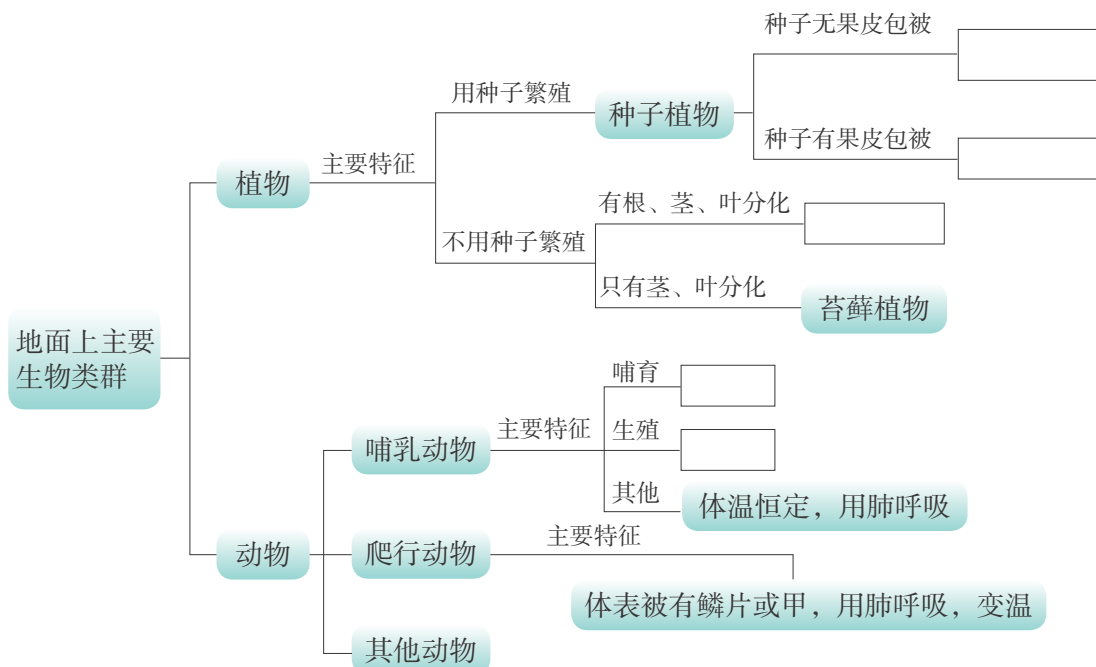 种子无果皮包被
用种子繁殖
种子植物
种子有果皮包被
植物
主要特征
有根、茎、叶分化
不用种子繁殖
只有茎、叶分化
苔藓植物
地面上主要
生物类群
哺育
哺乳动物
主要特征
生殖
其他
体温恒定，用肺呼吸
动物
爬行动物
主要特征
体表被有鳞片或甲，用肺呼吸，变温
其他动物